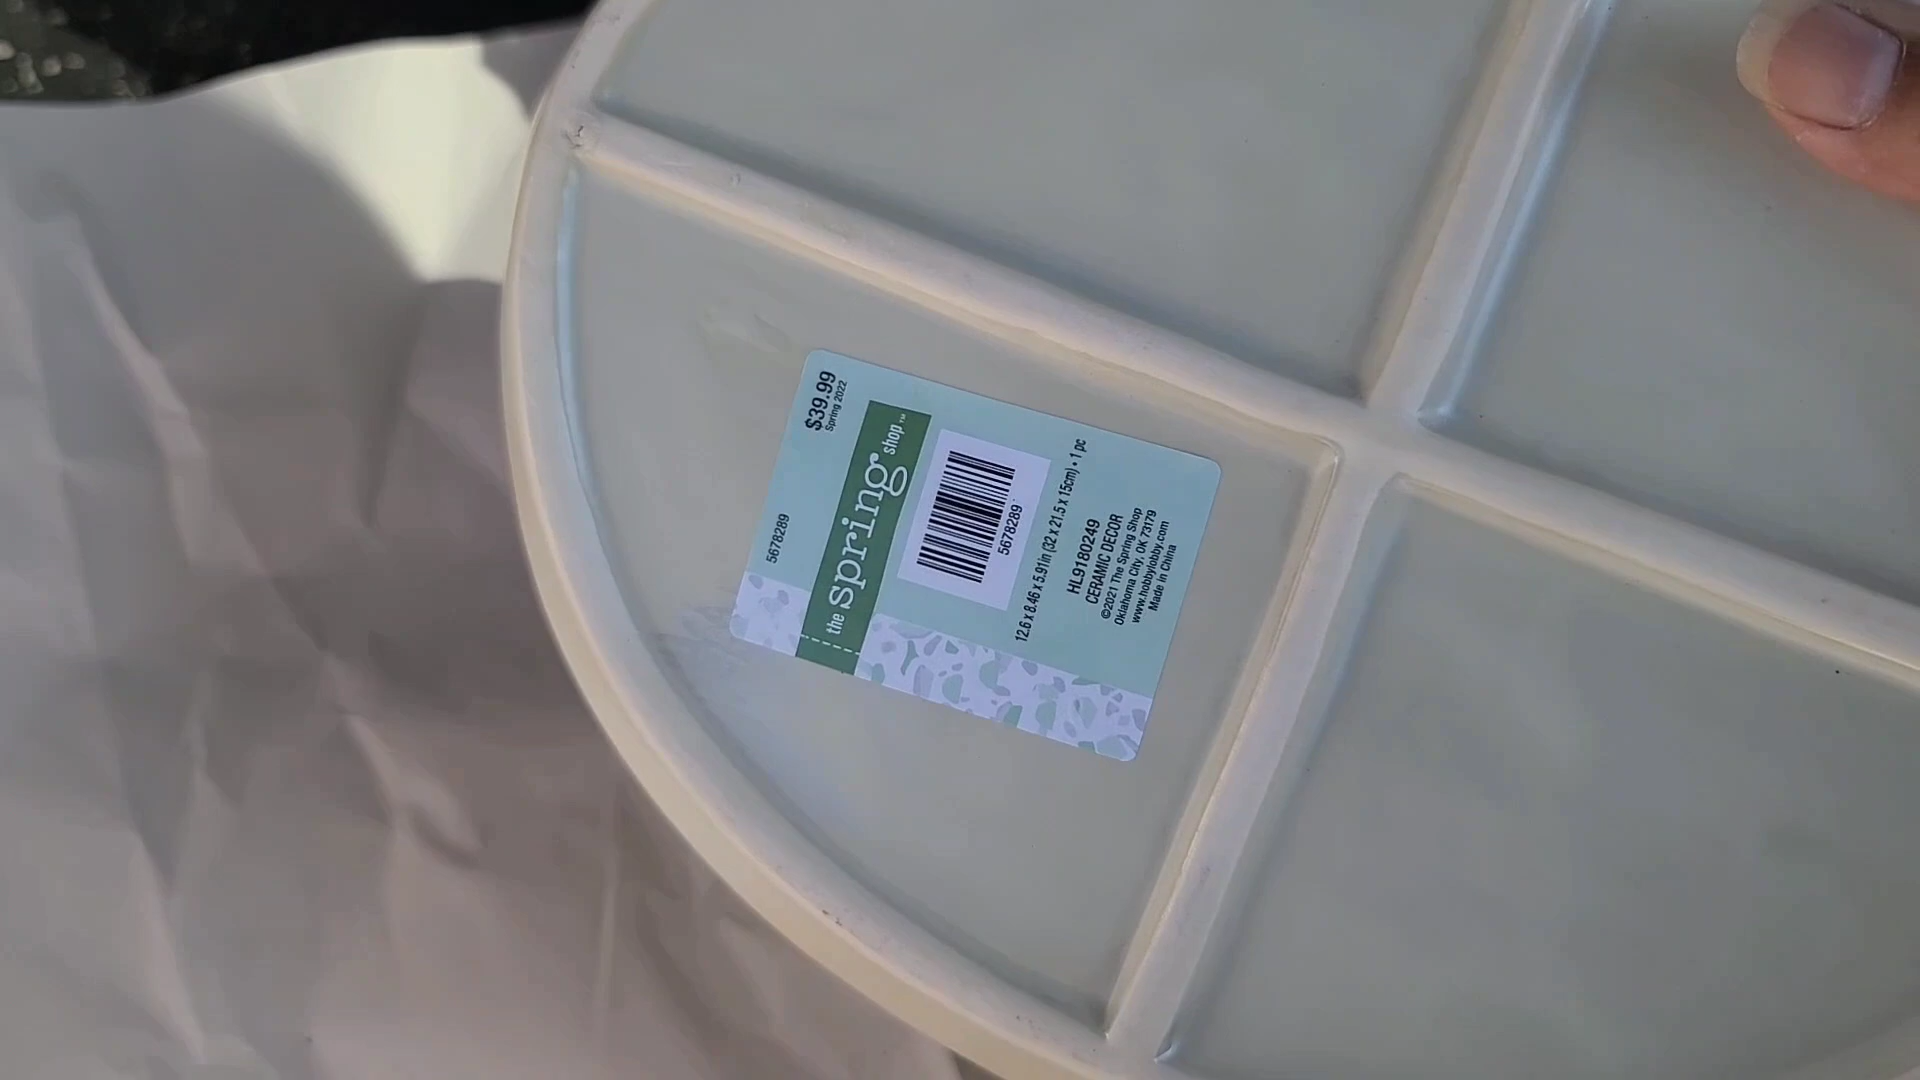 $39.99
Spring 2022
5678289
the spring shop™
5678289
12.6 x 8.46 x 5.91in (32 x 21.5 x 15cm) • 1 pc
HL9180249
CERAMIC DECOR
©2021 The Spring Shop
Oklahoma City, OK 73179
www.hobbylobby.com
Made in China